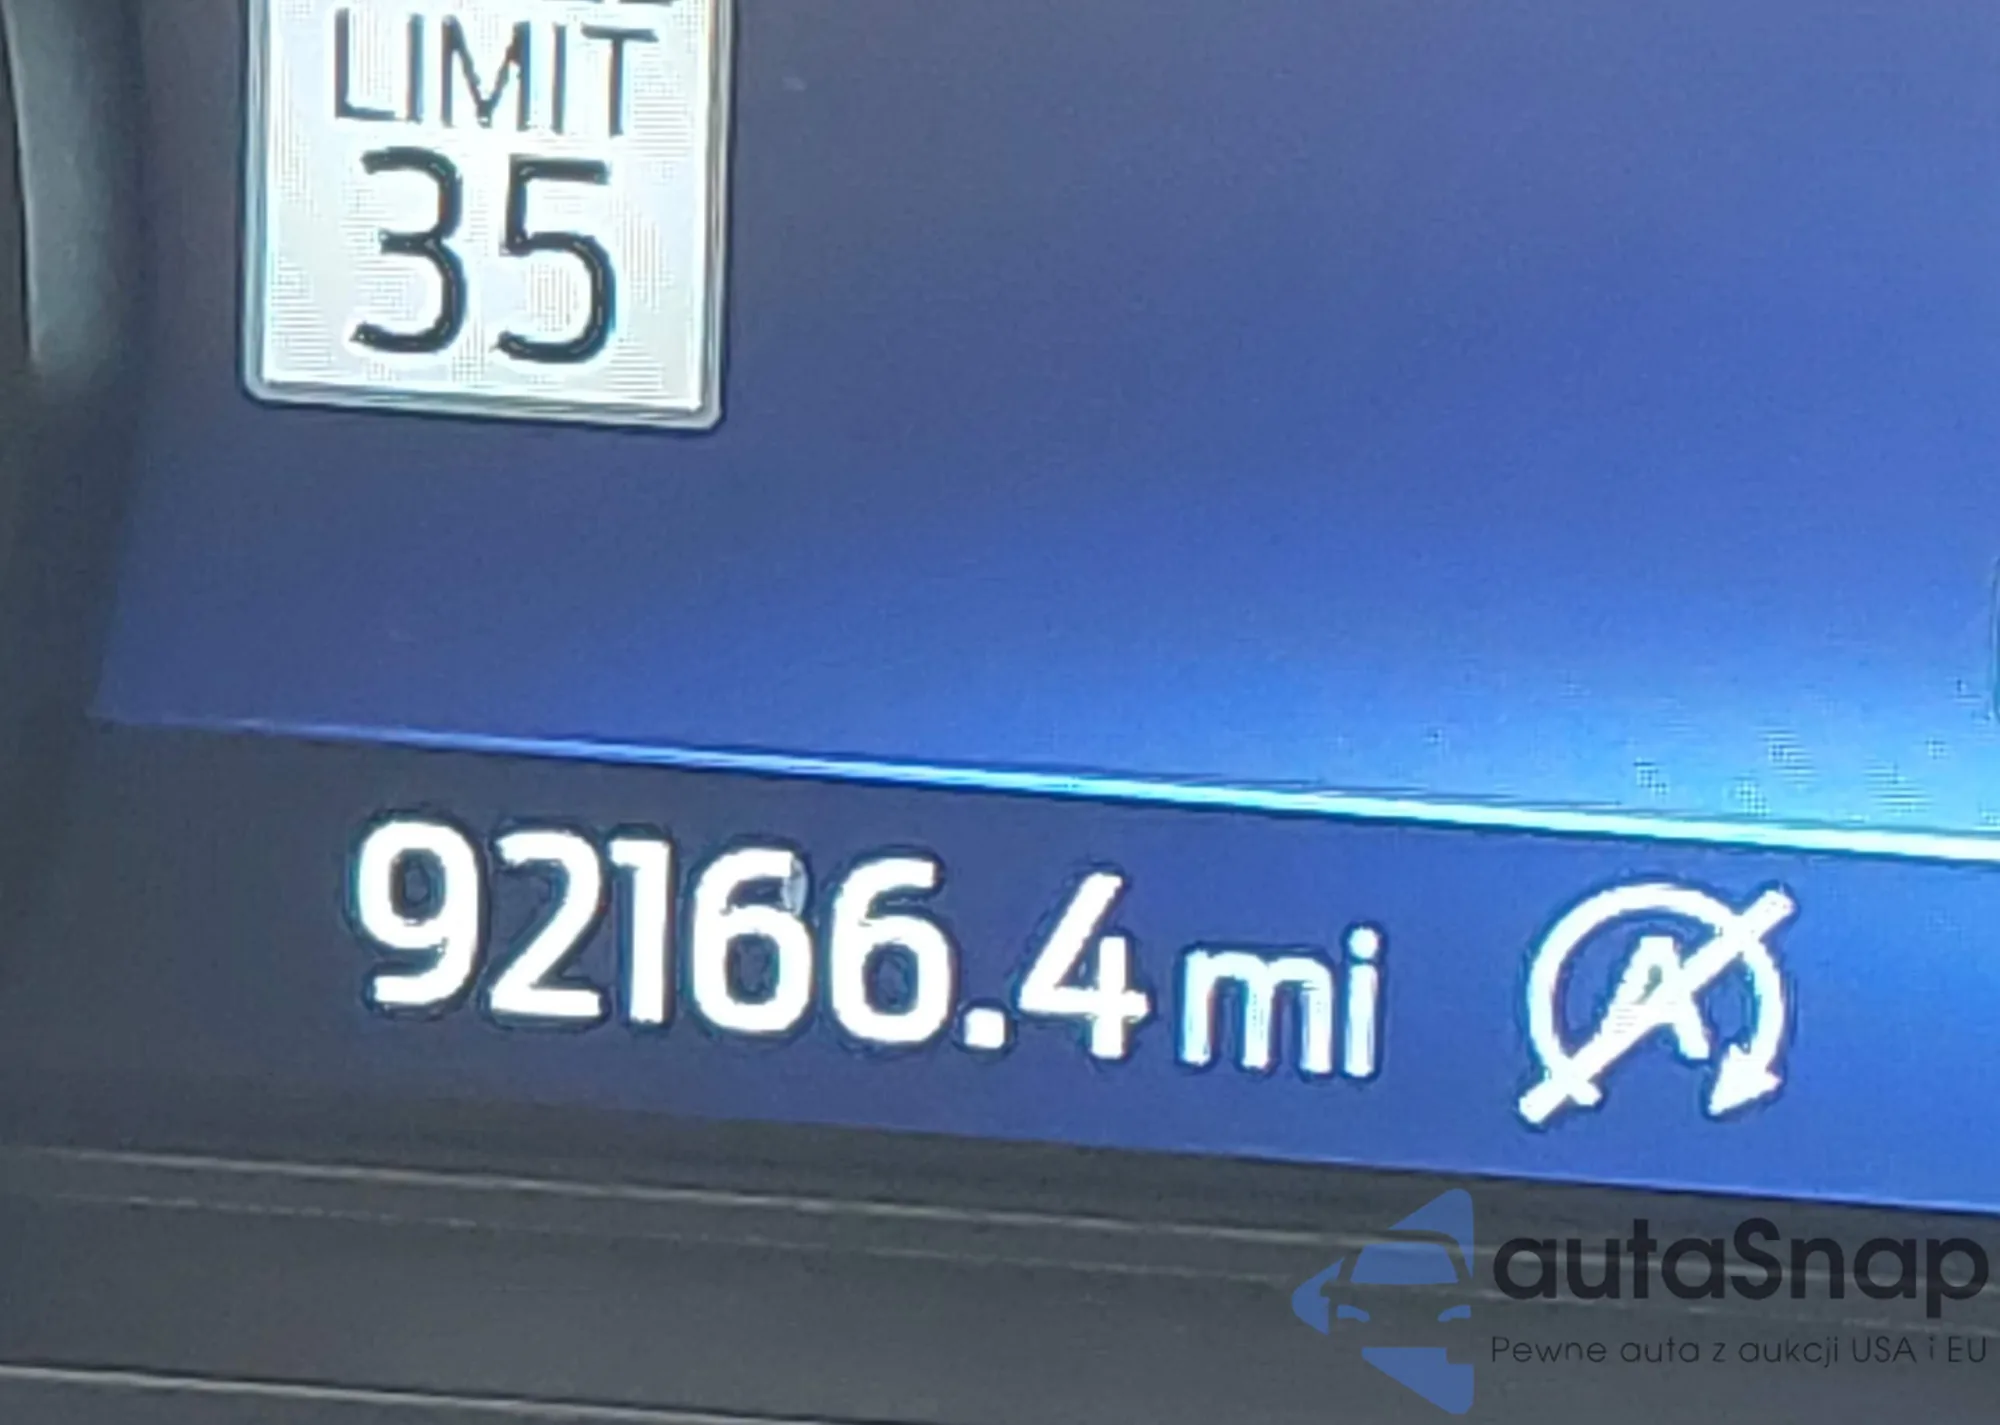 LIMIT
35
92166.4 mi
A
autaSnap
Pewne auta z aukcji USA i EU